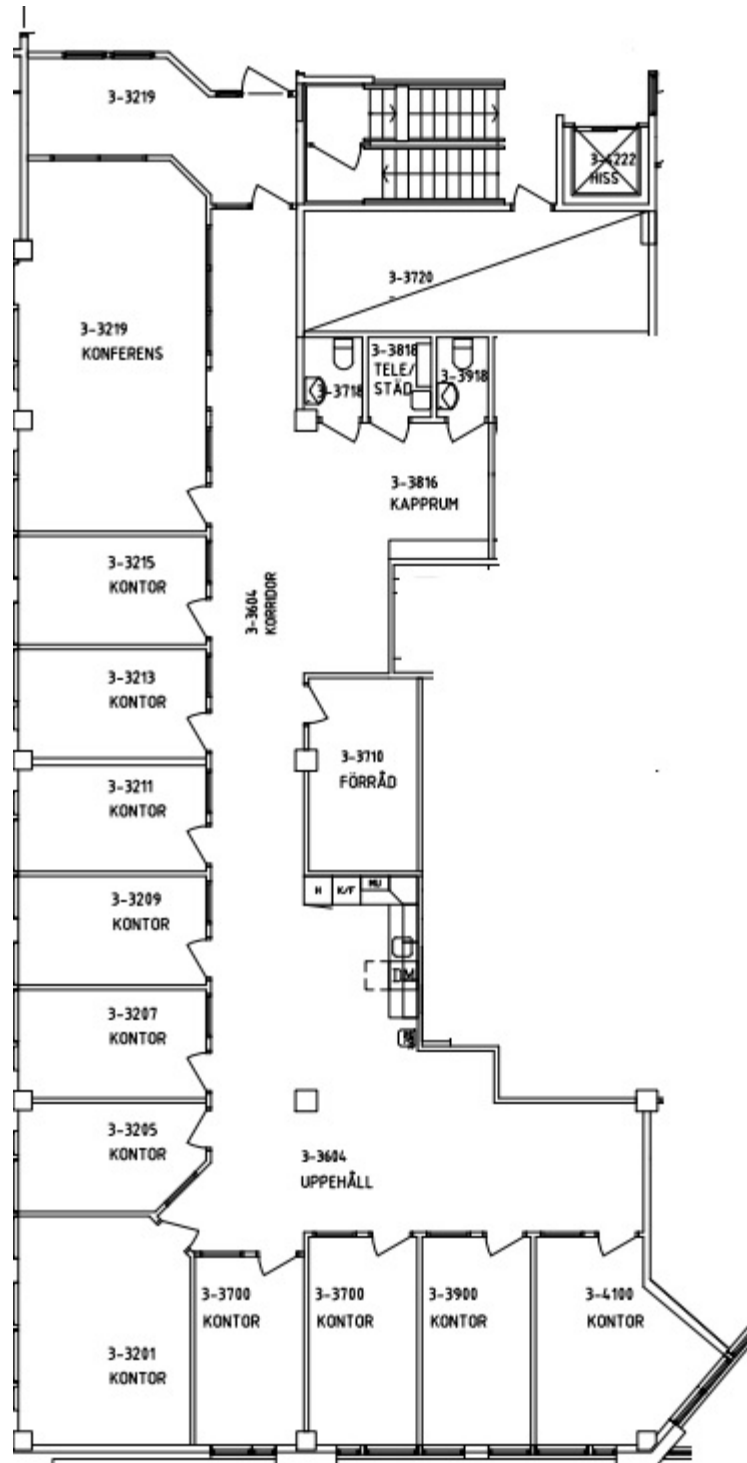 3-3219
3-4222
HISS
3-3720
3-3219
KONFERENS
3-3818
TELE/
STÄD
3-3718
3-3918
3-3816
KAPPRUM
3-3215
KONTOR
3-3604
KORRIDOR
3-3213
KONTOR
3-3710
FÖRRÅD
3-3211
KONTOR
H
K/F
MU
3-3209
KONTOR
DM
3-3207
KONTOR
3-3205
KONTOR
3-3604
UPPEHÅLL
3-3700
KONTOR
3-3700
KONTOR
3-3900
KONTOR
3-4100
KONTOR
3-3201
KONTOR